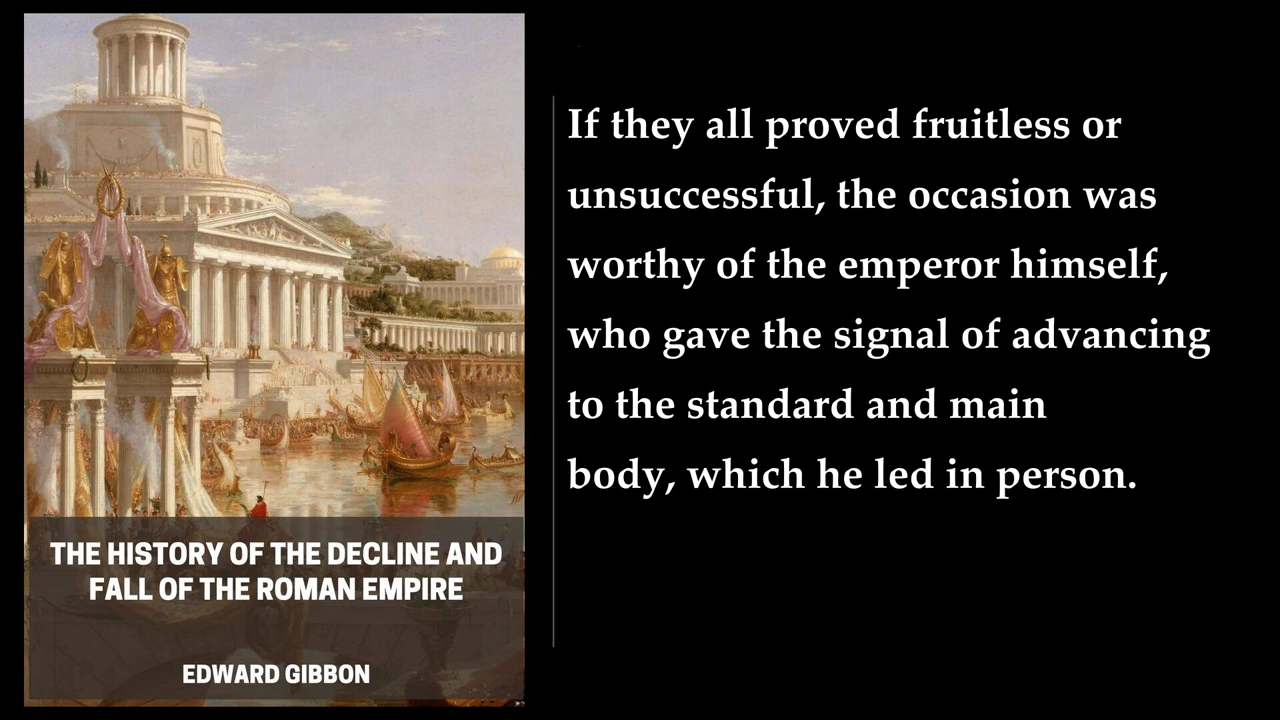 THE HISTORY OF THE DECLINE AND
FALL OF THE ROMAN EMPIRE
EDWARD GIBBON
If they all proved fruitless or
unsuccessful, the occasion was
worthy of the emperor himself,
who gave the signal of advancing
to the standard and main
body, which he led in person.